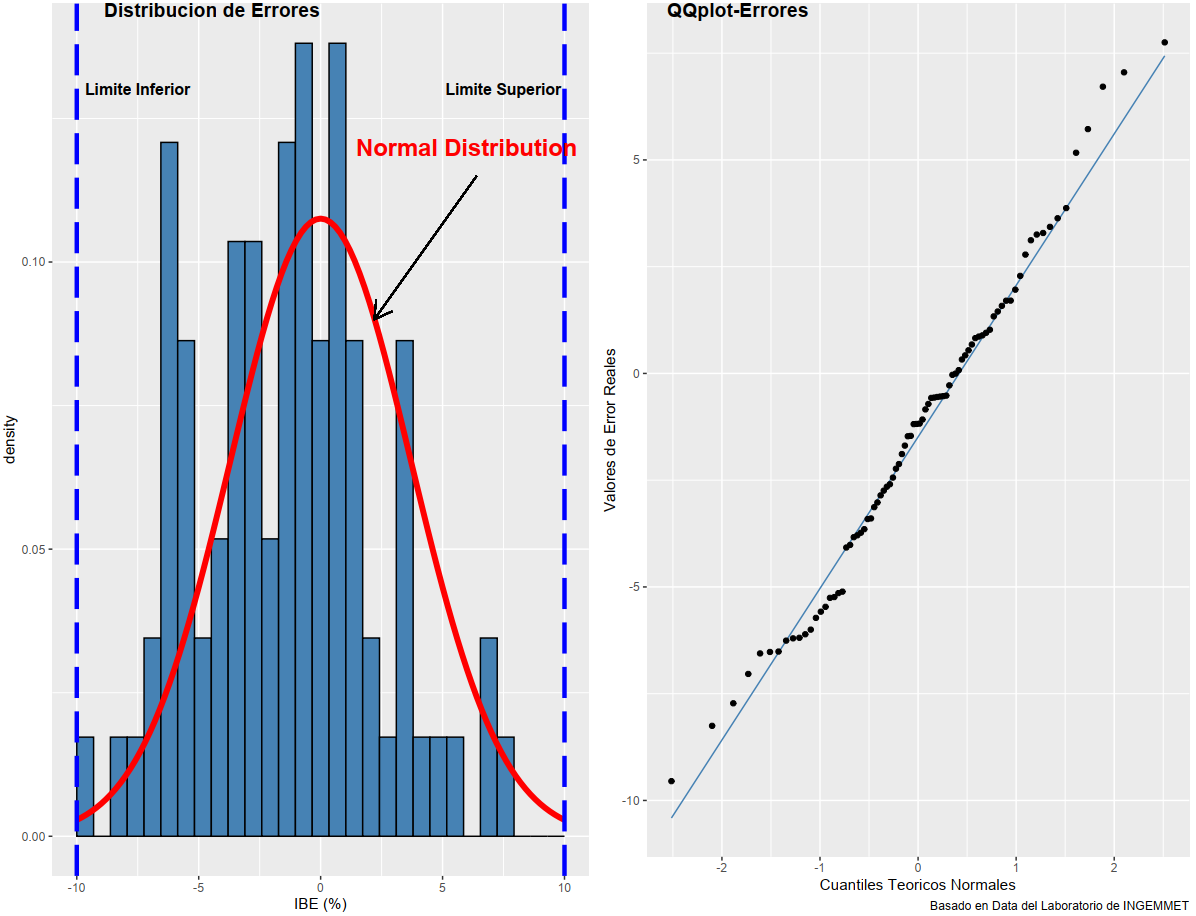 Distribucion de Errores
Limite Inferior
Limite Superior
Normal Distribution
density
0.10
0.05
0.00
-10
-5
0
5
10
IBE (%)
QQplot-Errores
Valores de Error Reales
5
0
-5
-10
-2
-1
0
1
2
Cuantiles Teoricos Normales
Basado en Data del Laboratorio de INGEMMET